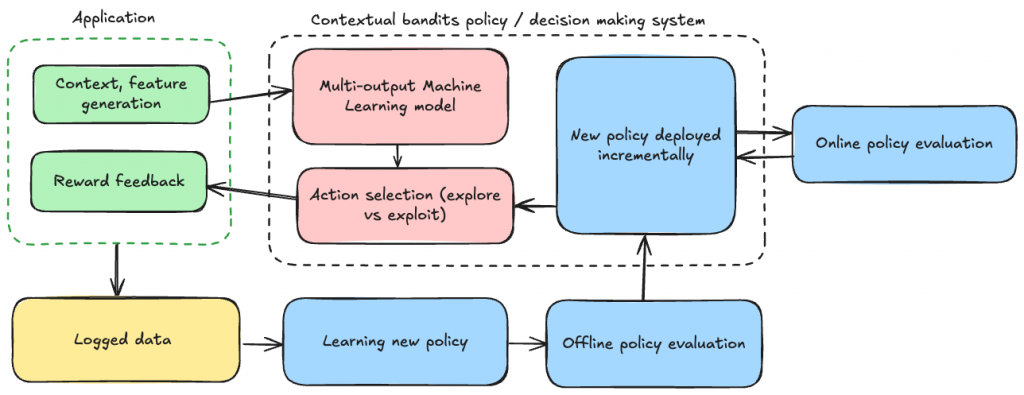 Application
Contextual bandits policy / decision making system
Context, feature
generation
Multi-output Machine
Learning model
New policy deployed
incrementally
Online policy evaluation
Reward feedback
Action selection (explore
vs exploit)
Logged data
Learning new policy
Offline policy evaluation